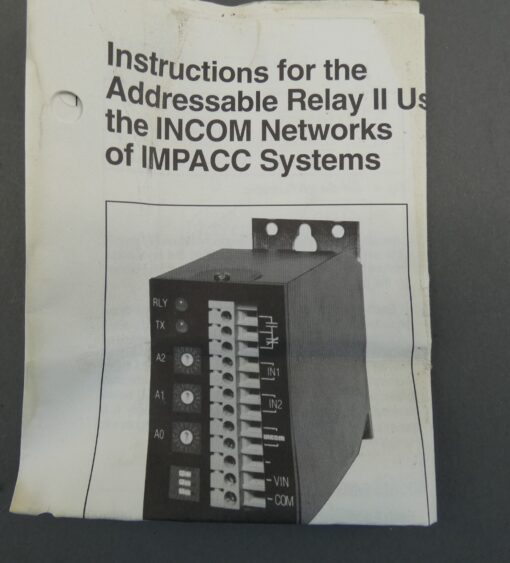 Instructions for the
Addressable Relay II Us
the INCOM Networks
of IMPACC Systems
RLY
TX
A2
IN1
A1
IN2
A0
incom
VIN
COM